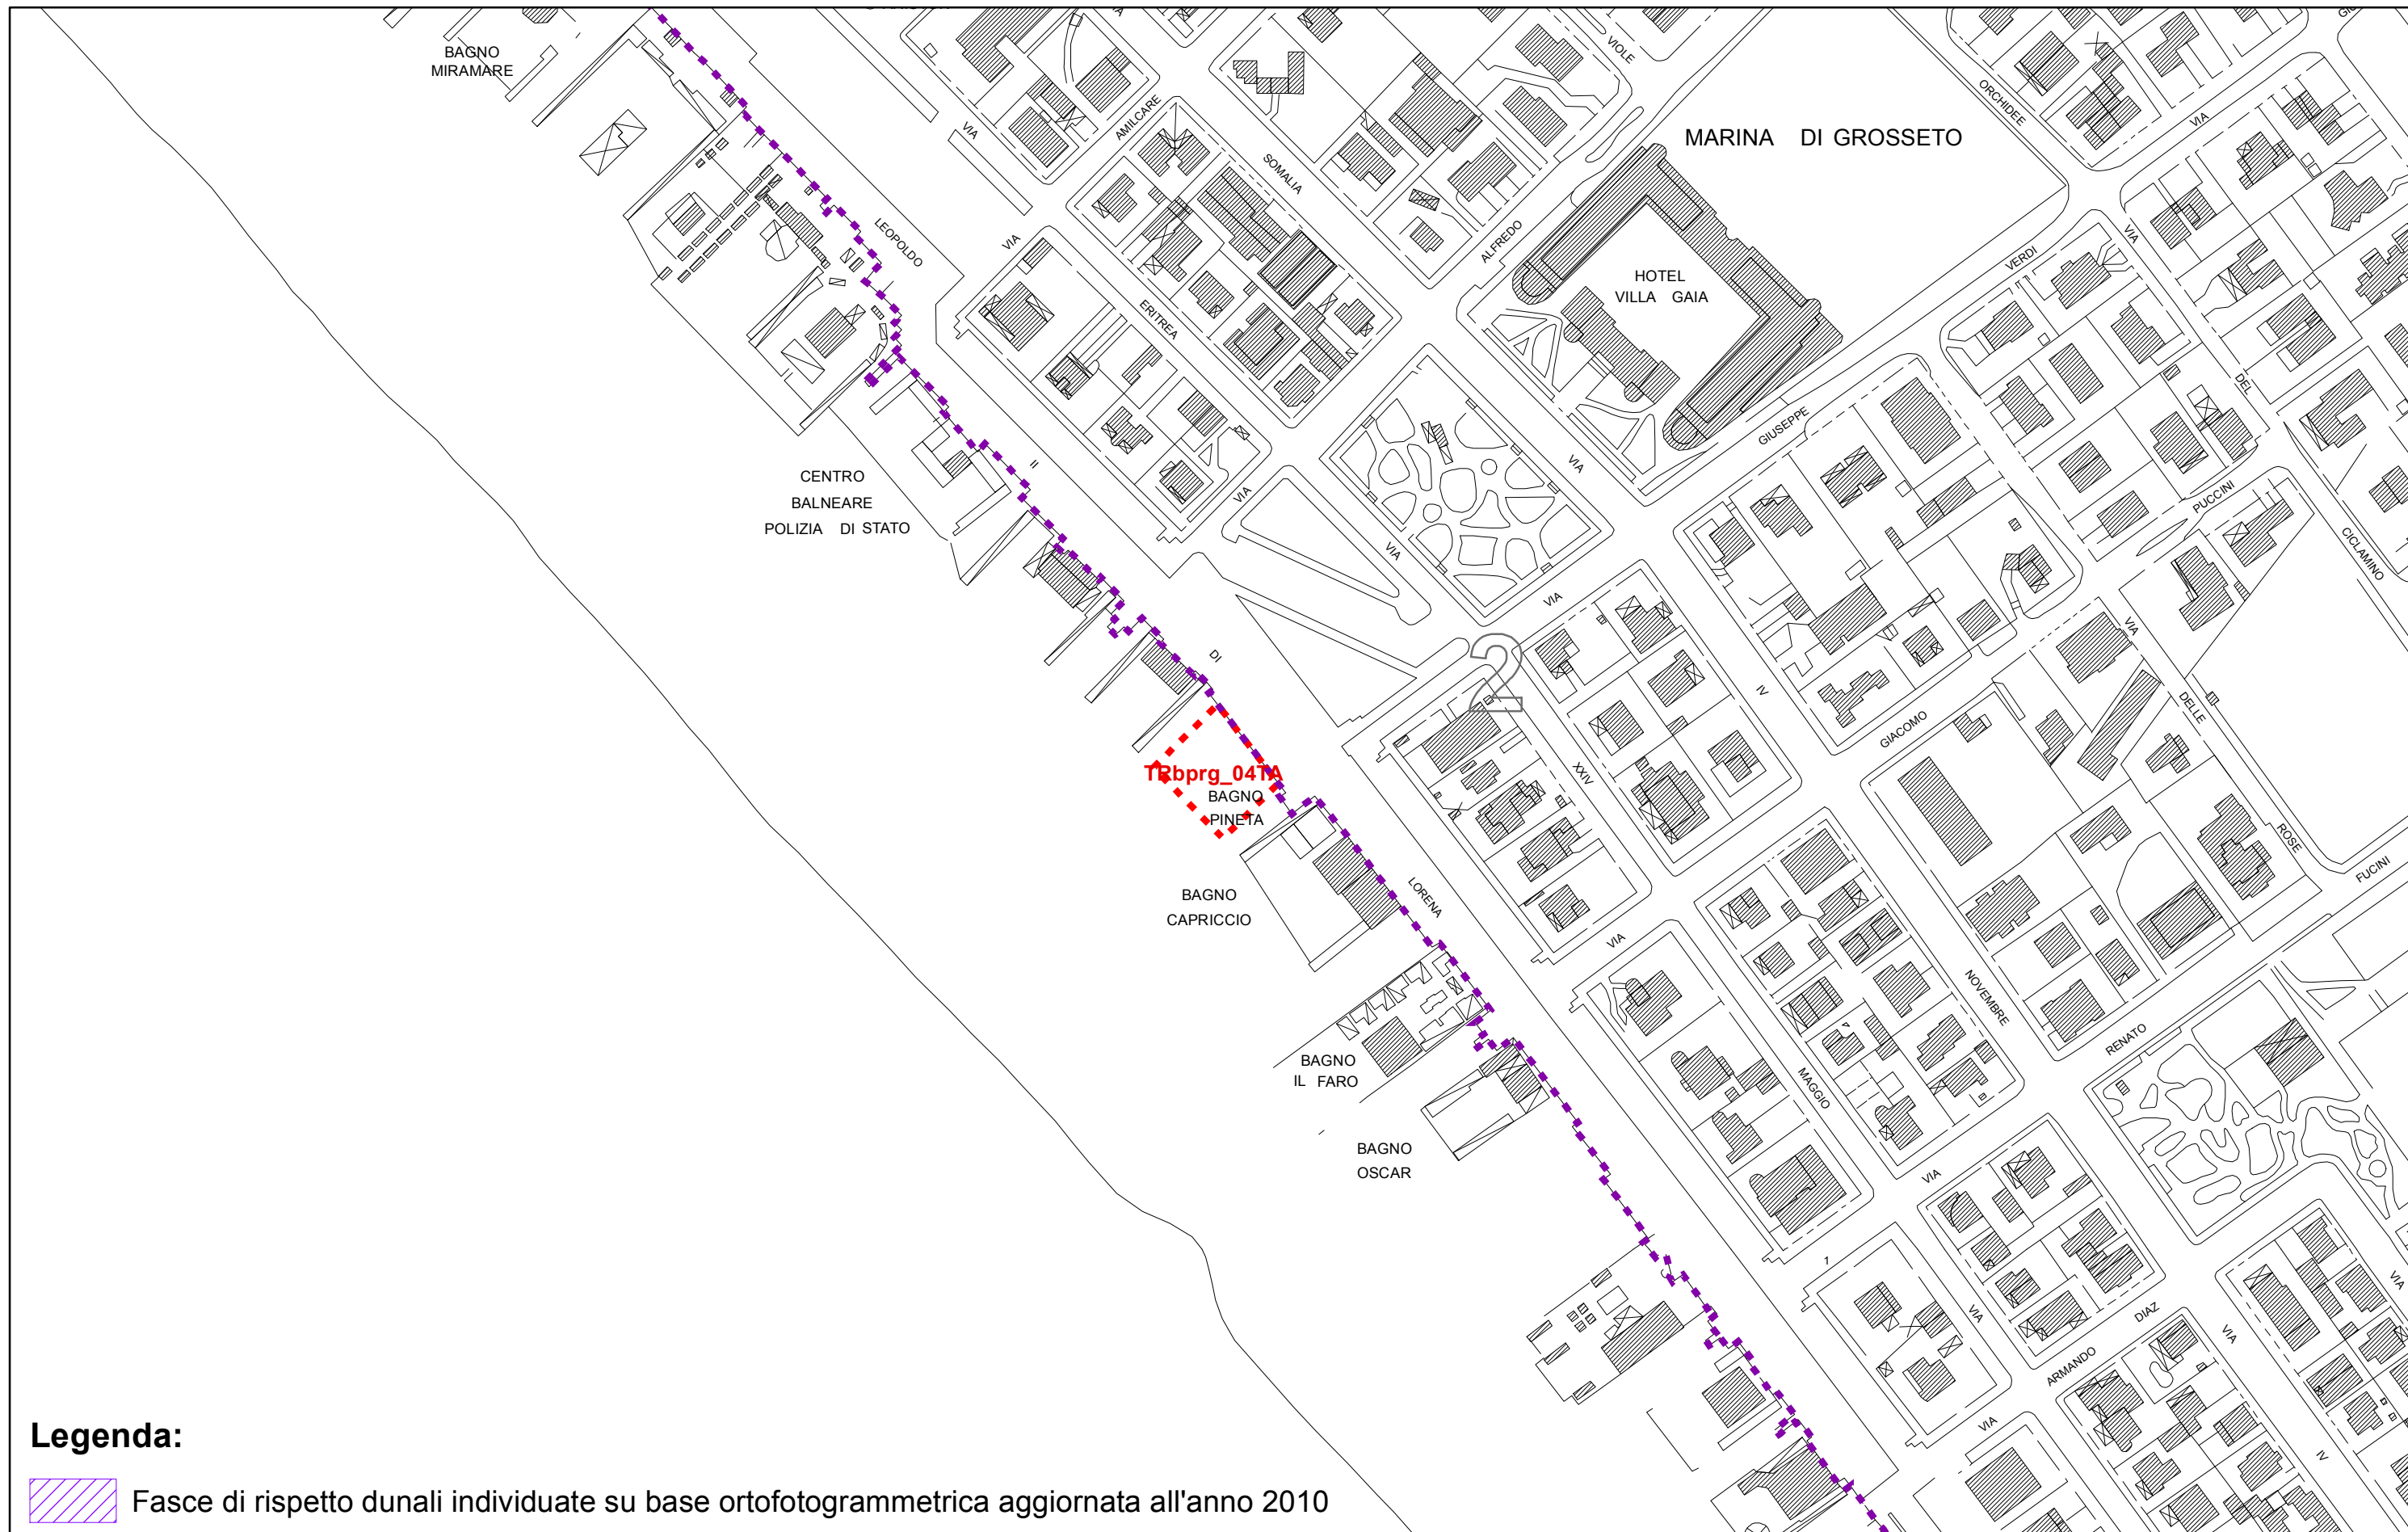 BAGNO
MIRAMARE
VIA
AMILCARE
SOMALIA
VIOLE
ORCHIDEE
VIA
MARINA DI GROSSETO
LEOPOLDO
VIA
ERITREA
ALFREDO
HOTEL
VILLA GAIA
VERDI
VIA
DEL
GIUSEPPE
VIA
PUCCINI
CICLAMINO
CENTRO
BALNEARE
POLIZIA DI STATO
II
VIA
VIA
VIA
2
DI
IV
VIA
DELLE
GIACOMO
TRbprg_04TA
BAGNO
PINETA
XXIV
ROSE
FUCINI
BAGNO
CAPRICCIO
LORENA
VIA
NOVEMBRE
RENATO
BAGNO
IL FARO
MAGGIO
BAGNO
OSCAR
VIA
1
VIA
DIAZ
VIA
VIA
ARMANDO
VIA
IV
Legenda:
Fasce di rispetto dunali individuate su base ortofotogrammetrica aggiornata all'anno 2010